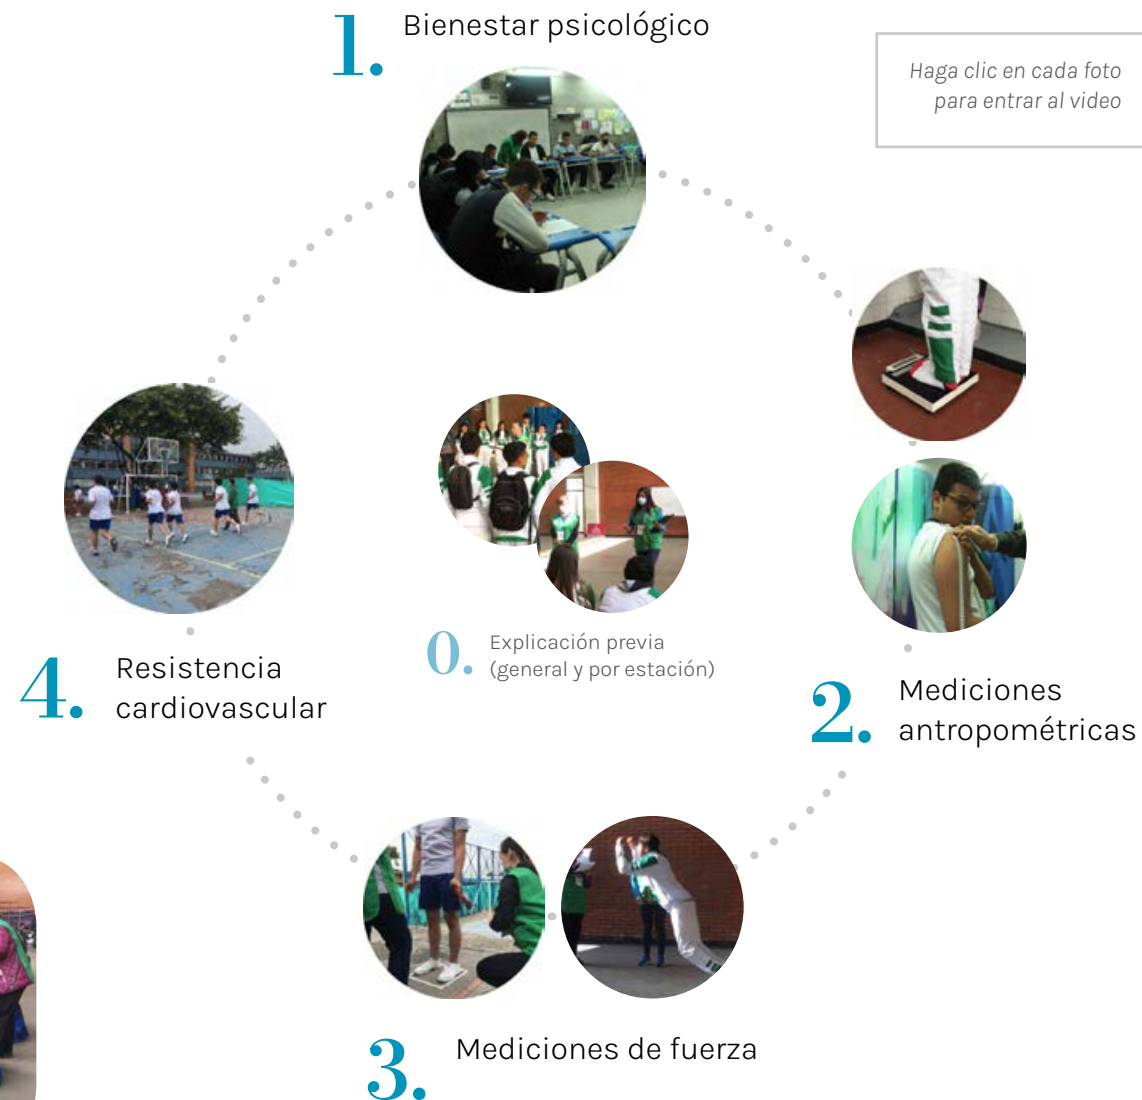 1.
Bienestar psicológico
Haga clic en cada foto
para entrar al video
0.
Explicación previa
(general y por estación)
4.
Resistencia
cardiovascular
2.
Mediciones
antropométricas
3.
Mediciones de fuerza